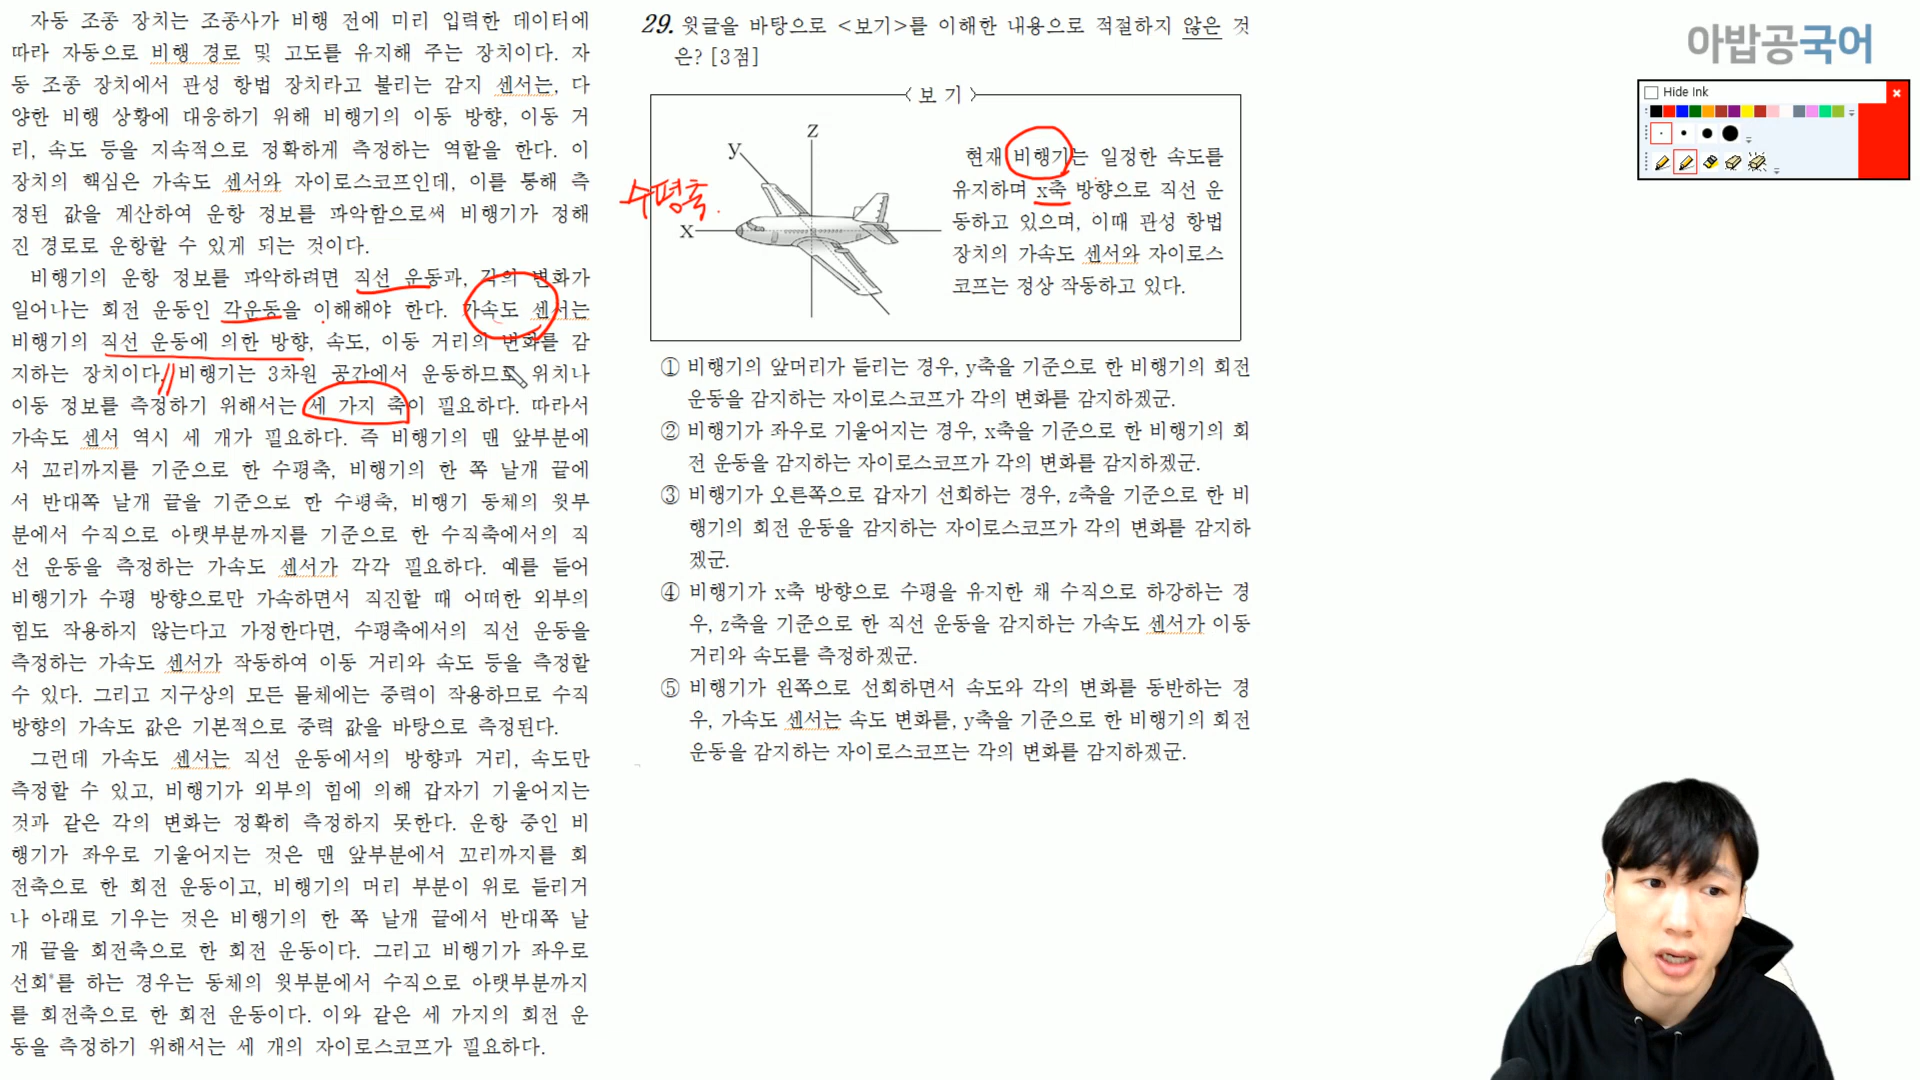 자동 조종 장치는 조종사가 비행 전에 미리 입력한 데이터에
따라 자동으로 비행 경로 및 고도를 유지해 주는 장치이다. 자
동 조종 장치에서 관성 항법 장치라고 불리는 감지 센서는, 다
양한 비행 상황에 대응하기 위해 비행기의 이동 방향, 이동 거
리, 속도 등을 지속적으로 정확하게 측정하는 역할을 한다. 이
장치의 핵심은 가속도 센서와 자이로스코프인데, 이를 통해 측
정된 값을 계산하여 운항 정보를 파악함으로써 비행기가 정해
진 경로로 운항할 수 있게 되는 것이다.
비행기의 운항 정보를 파악하려면 직선 운동과, 각의 변화가
일어나는 회전 운동인 각운동을 이해해야 한다. 가속도 센서는
비행기의 직선 운동에 의한 방향, 속도, 이동 거리의 변화를 감
지하는 장치이다. 비행기는 3차원 공간에서 운동하므로 위치나
이동 정보를 측정하기 위해서는 세 가지 축이 필요하다. 따라서
가속도 센서 역시 세 개가 필요하다. 즉 비행기의 맨 앞부분에
서 꼬리까지를 기준으로 한 수평축, 비행기의 한 쪽 날개 끝에
서 반대쪽 날개 끝을 기준으로 한 수평축, 비행기 동체의 윗부
분에서 수직으로 아랫부분까지를 기준으로 한 수직축에서의 직
선 운동을 측정하는 가속도 센서가 각각 필요하다. 예를 들어
비행기가 수평 방향으로만 가속하면서 직진할 때 어떠한 외부의
힘도 작용하지 않는다고 가정한다면, 수평축에서의 직선 운동을
측정하는 가속도 센서가 작동하여 이동 거리와 속도 등을 측정할
수 있다. 그리고 지구상의 모든 물체에는 중력이 작용하므로 수직
방향의 가속도 값은 기본적으로 중력 값을 바탕으로 측정된다.
그런데 가속도 센서는 직선 운동에서의 방향과 거리, 속도만
측정할 수 있고, 비행기가 외부의 힘에 의해 갑자기 기울어지는
것과 같은 각의 변화는 정확히 측정하지 못한다. 운항 중인 비
행기가 좌우로 기울어지는 것은 맨 앞부분에서 꼬리까지를 회
전축으로 한 회전 운동이고, 비행기의 머리 부분이 위로 들리거
나 아래로 기우는 것은 비행기의 한 쪽 날개 끝에서 반대쪽 날
개 끝을 회전축으로 한 회전 운동이다. 그리고 비행기가 좌우로
선회*를 하는 경우는 동체의 윗부분에서 수직으로 아랫부분까지
를 회전축으로 한 회전 운동이다. 이와 같은 세 가지의 회전 운
동을 측정하기 위해서는 세 개의 자이로스코프가 필요하다.
29. 윗글을 바탕으로 <보기>를 이해한 내용으로 적절하지 않은 것
은? [3점]
<보 기>
z
y
수평축.
x
현재 비행기는 일정한 속도를
유지하며 x축 방향으로 직선 운
동하고 있으며, 이때 관성 항법
장치의 가속도 센서와 자이로스
코프는 정상 작동하고 있다.
① 비행기의 앞머리가 들리는 경우, y축을 기준으로 한 비행기의 회전
운동을 감지하는 자이로스코프가 각의 변화를 감지하겠군.
② 비행기가 좌우로 기울어지는 경우, x축을 기준으로 한 비행기의 회
전 운동을 감지하는 자이로스코프가 각의 변화를 감지하겠군.
③ 비행기가 오른쪽으로 갑자기 선회하는 경우, z축을 기준으로 한 비
행기의 회전 운동을 감지하는 자이로스코프가 각의 변화를 감지하
겠군.
④ 비행기가 x축 방향으로 수평을 유지한 채 수직으로 하강하는 경
우, z축을 기준으로 한 직선 운동을 감지하는 가속도 센서가 이동
거리와 속도를 측정하겠군.
⑤ 비행기가 왼쪽으로 선회하면서 속도와 각의 변화를 동반하는 경
우, 가속도 센서는 속도 변화를, y축을 기준으로 한 비행기의 회전
운동을 감지하는 자이로스코프는 각의 변화를 감지하겠군.
아밥공국어
Hide Ink